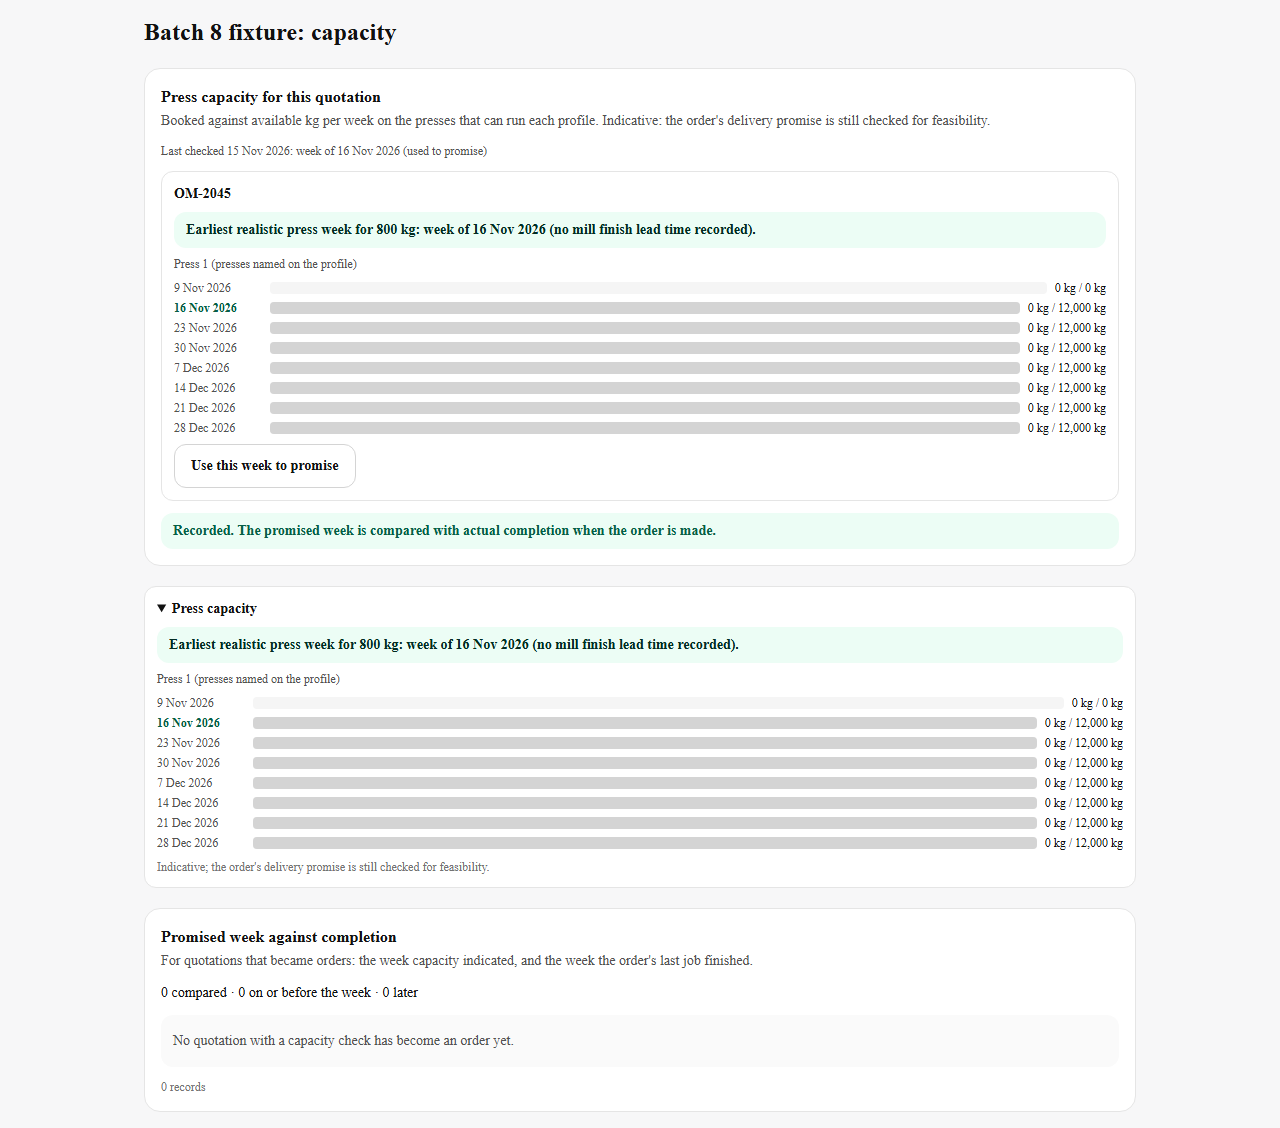 Batch 8 fixture: capacity
Press capacity for this quotation
Booked against available kg per week on the presses that can run each profile. Indicative: the order's delivery promise is still checked for feasibility.
Last checked 15 Nov 2026: week of 16 Nov 2026 (used to promise)
OM-2045
Earliest realistic press week for 800 kg: week of 16 Nov 2026 (no mill finish lead time recorded).
Press 1 (presses named on the profile)
9 Nov 2026 0 kg / 0 kg
16 Nov 2026 0 kg / 12,000 kg
23 Nov 2026 0 kg / 12,000 kg
30 Nov 2026 0 kg / 12,000 kg
7 Dec 2026 0 kg / 12,000 kg
14 Dec 2026 0 kg / 12,000 kg
21 Dec 2026 0 kg / 12,000 kg
28 Dec 2026 0 kg / 12,000 kg
Use this week to promise
Recorded. The promised week is compared with actual completion when the order is made.
Press capacity
Earliest realistic press week for 800 kg: week of 16 Nov 2026 (no mill finish lead time recorded).
Press 1 (presses named on the profile)
9 Nov 2026 0 kg / 0 kg
16 Nov 2026 0 kg / 12,000 kg
23 Nov 2026 0 kg / 12,000 kg
30 Nov 2026 0 kg / 12,000 kg
7 Dec 2026 0 kg / 12,000 kg
14 Dec 2026 0 kg / 12,000 kg
21 Dec 2026 0 kg / 12,000 kg
28 Dec 2026 0 kg / 12,000 kg
Indicative; the order's delivery promise is still checked for feasibility.
Promised week against completion
For quotations that became orders: the week capacity indicated, and the week the order's last job finished.
0 compared · 0 on or before the week · 0 later
No quotation with a capacity check has become an order yet.
0 records